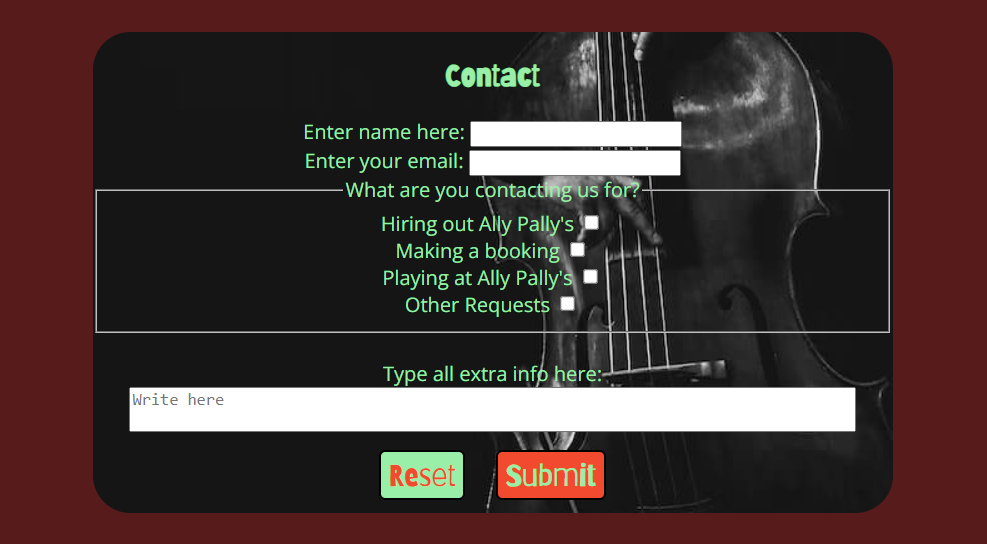 Contact
Enter name here:
Enter your email:
What are you contacting us for?
Hiring out Ally Pally's
Making a booking
Playing at Ally Pally's
Other Requests
Type all extra info here:
Write here
Reset Submit